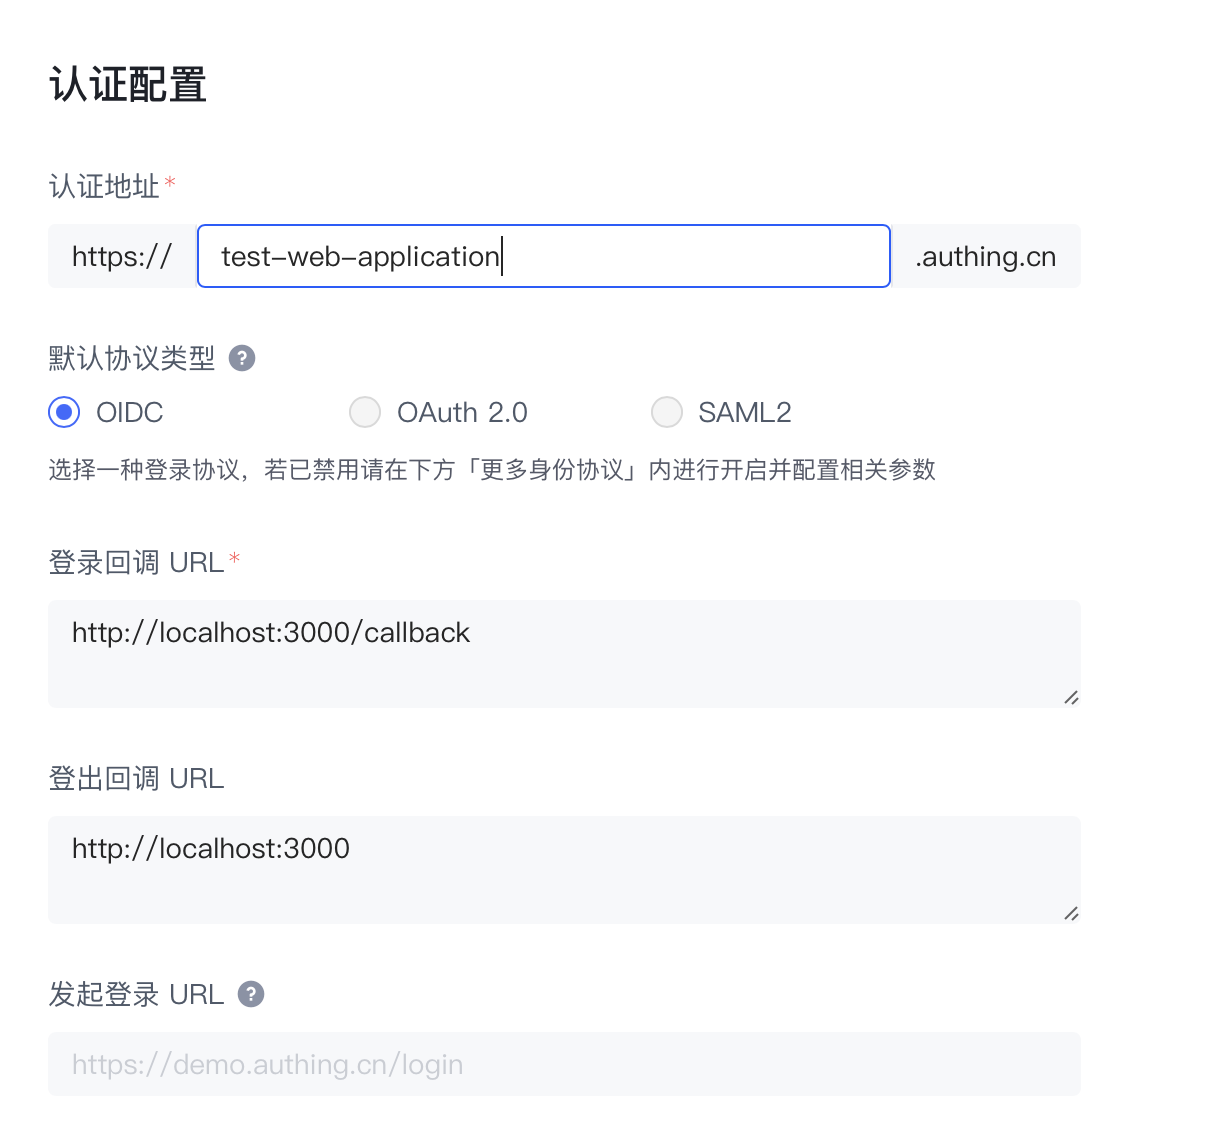 认证配置
认证地址*
https:// test-web-application .authing.cn
默认协议类型 ?
OIDC OAuth 2.0 SAML2
选择一种登录协议，若已禁用请在下方「更多身份协议」内进行开启并配置相关参数
登录回调 URL*
http://localhost:3000/callback
登出回调 URL
http://localhost:3000
发起登录 URL ?
https://demo.authing.cn/login